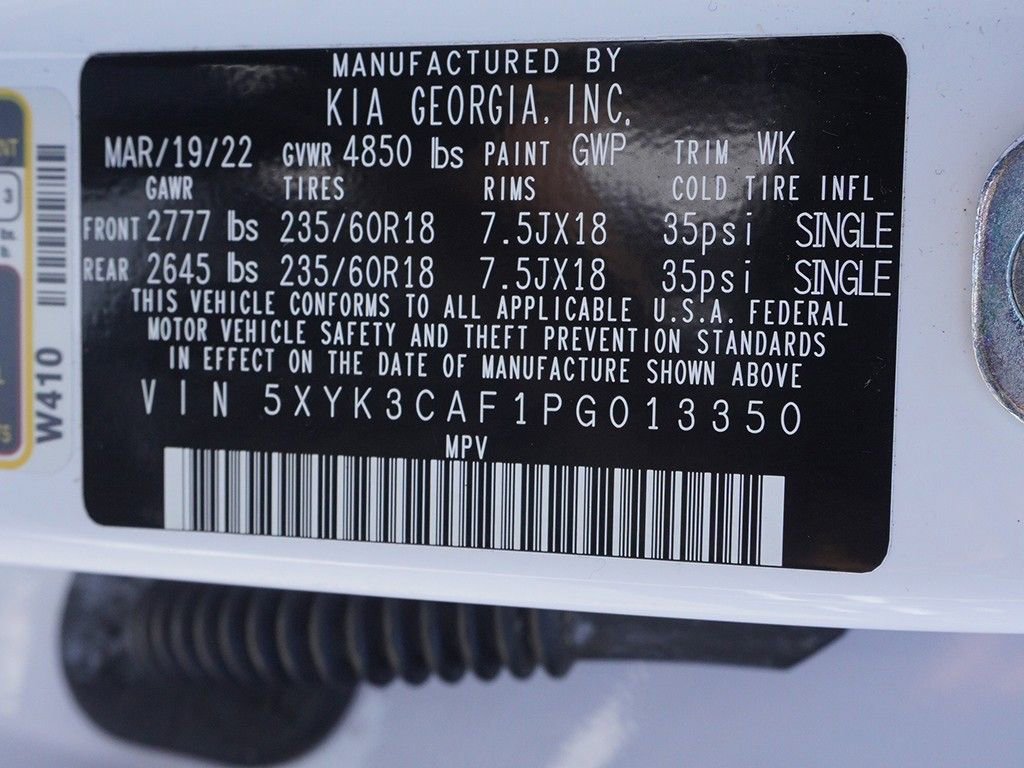 MANUFACTURED BY
KIA GEORGIA, INC.
MAR/19/22 GVWR 4850 lbs PAINT GWP TRIM WK
GAWR TIRES RIMS COLD TIRE INFL
FRONT 2777 lbs 235/60R18 7.5JX18 35psi SINGLE
REAR 2645 lbs 235/60R18 7.5JX18 35psi SINGLE
THIS VEHICLE CONFORMS TO ALL APPLICABLE U.S.A. FEDERAL
MOTOR VEHICLE SAFETY AND THEFT PREVENTION STANDARDS
IN EFFECT ON THE DATE OF MANUFACTURE SHOWN ABOVE
VIN 5XYK3CAF1PG013350
MPV
W410
3